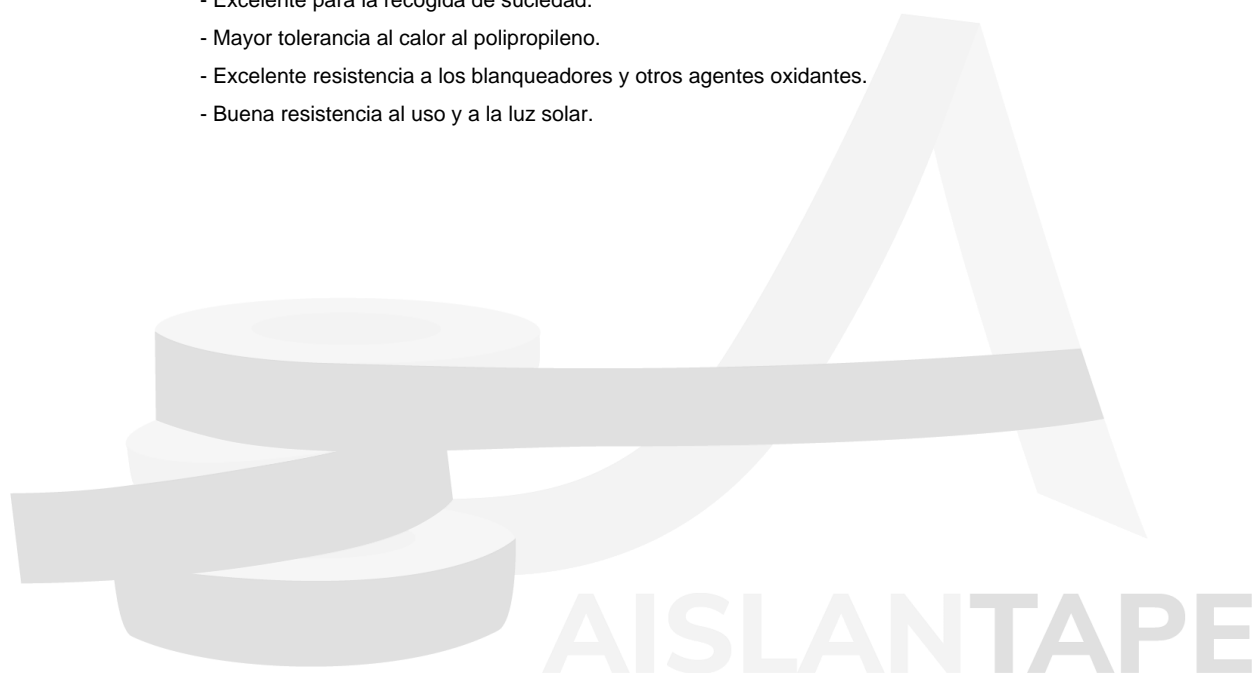 - Excelente para la recogida de suciedad.
- Mayor tolerancia al calor al polipropileno.
- Excelente resistencia a los blanqueadores y otros agentes oxidantes.
- Buena resistencia al uso y a la luz solar.
AISLANTAPE